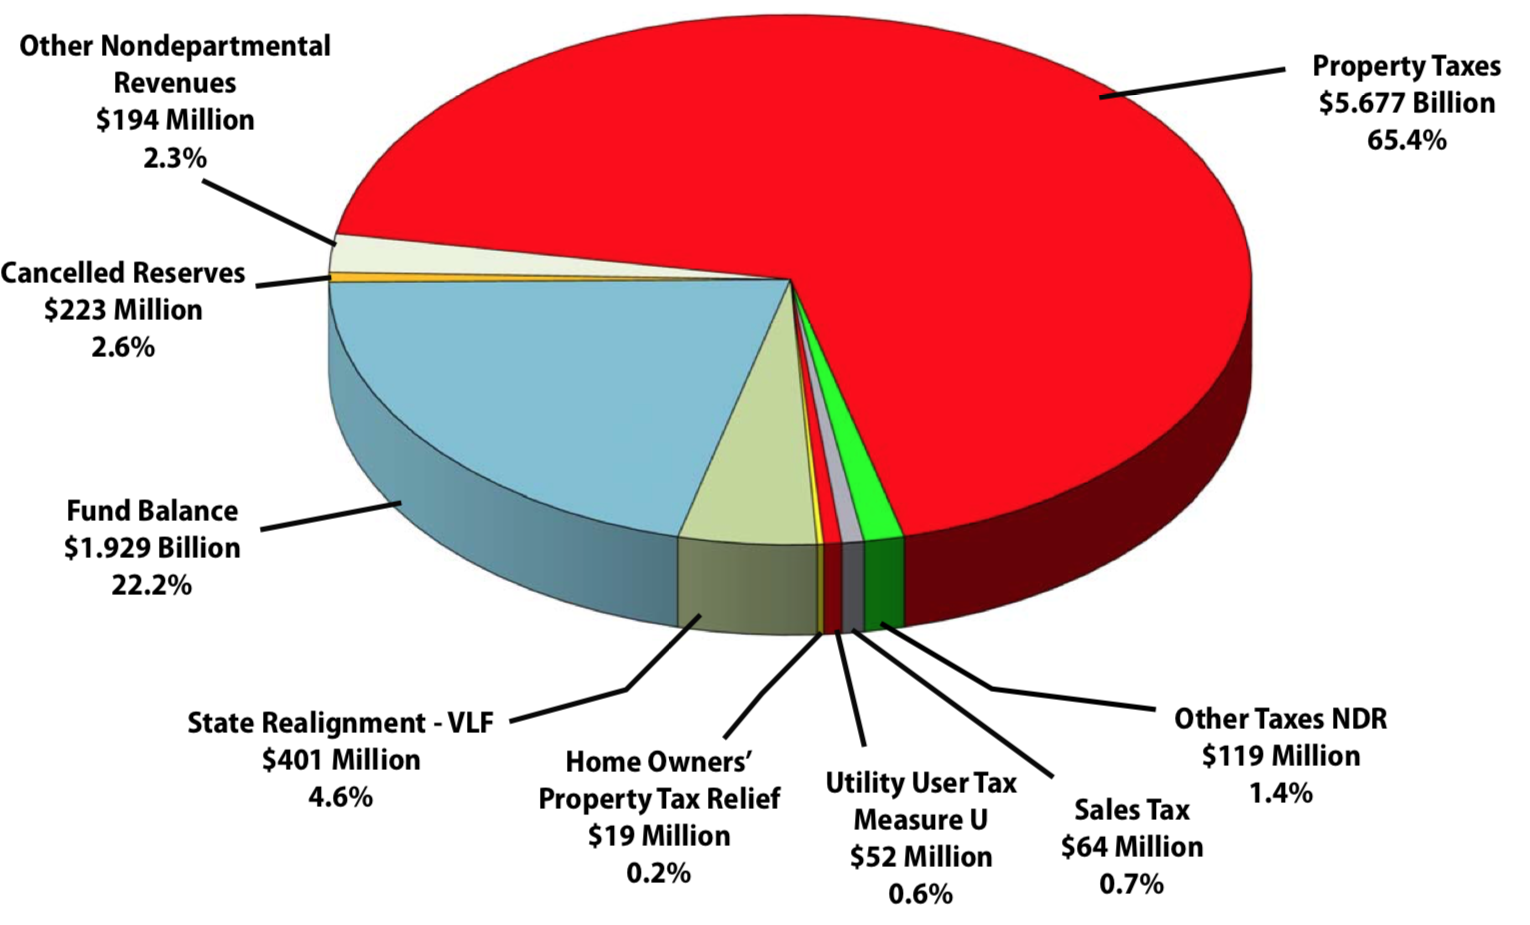 Other Nondepartmental
Revenues
$194 Million
2.3%
Property Taxes
$5.677 Billion
65.4%
Cancelled Reserves
$223 Million
2.6%
Fund Balance
$1.929 Billion
22.2%
State Realignment - VLF
$401 Million
4.6%
Home Owners’
Property Tax Relief
$19 Million
0.2%
Utility User Tax
Measure U
$52 Million
0.6%
Sales Tax
$64 Million
0.7%
Other Taxes NDR
$119 Million
1.4%